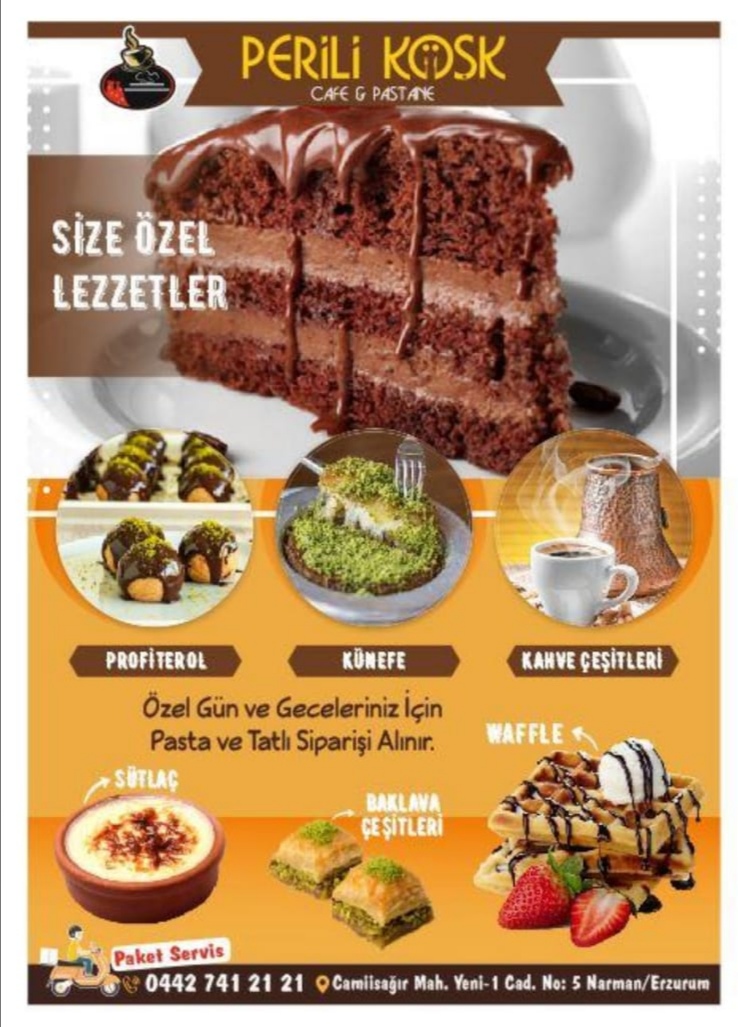 PERİLİ KÖŞK
CAFE & PASTANE
SİZE ÖZEL
LEZZETLER
PROFİTEROL
KÜNEFE
KAHVE ÇEŞİTLERİ
Özel Gün ve Geceleriniz İçin
Pasta ve Tatlı Siparişi Alınır.
WAFFLE
SÜTLAÇ
BAKLAVA
ÇEŞİTLERİ
Paket Servis
0442 741 21 21 Camiisağır Mah. Yeni-1 Cad. No: 5 Narman/Erzurum